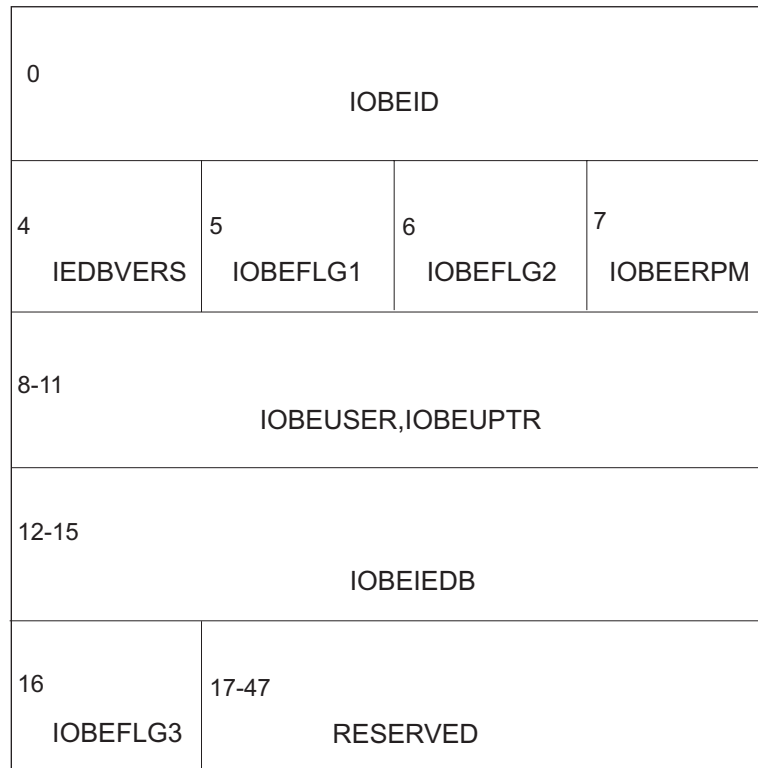 0
IOBEID
4 5 6 7
IEDBVERS IOBEFLG1 IOBEFLG2 IOBEERPM
8-11
IOBEUSER,IOBEUPTR
12-15
IOBEIEDB
16 17-47
IOBEFLG3 RESERVED